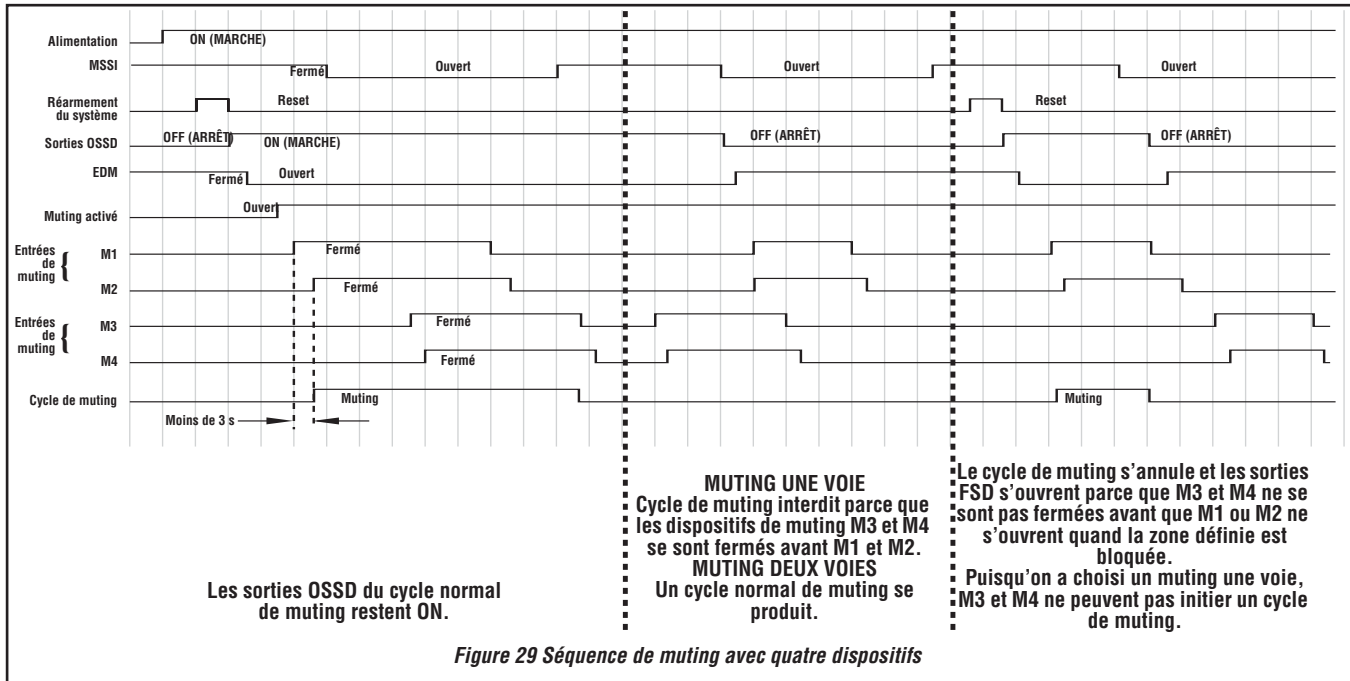 Alimentation
ON (MARCHE)
MSSI
Fermé
Ouvert
Ouvert
Ouvert
Réarmement
du système
Reset
Reset
Sorties OSSD
OFF (ARRÊT)
ON (MARCHE)
OFF (ARRÊT)
OFF (ARRÊT)
EDM
Fermé
Ouvert
Muting activé
Ouvert
Entrées
de
muting
{
M1
Fermé
M2
Fermé
Entrées
de
muting
{
M3
Fermé
M4
Fermé
Cycle de muting
Muting
Muting
Moins de 3 s
Les sorties OSSD du cycle normal
de muting restent ON.
MUTING UNE VOIE
Cycle de muting interdit parce que
les dispositifs de muting M3 et M4
se sont fermés avant M1 et M2.
MUTING DEUX VOIES
Un cycle normal de muting se
produit.
Le cycle de muting s'annule et les sorties
FSD s'ouvrent parce que M3 et M4 ne se
sont pas fermées avant que M1 ou M2 ne
s'ouvrent quand la zone définie est
bloquée.
Puisqu'on a choisi un muting une voie,
M3 et M4 ne peuvent pas initier un cycle
de muting.
Figure 29 Séquence de muting avec quatre dispositifs